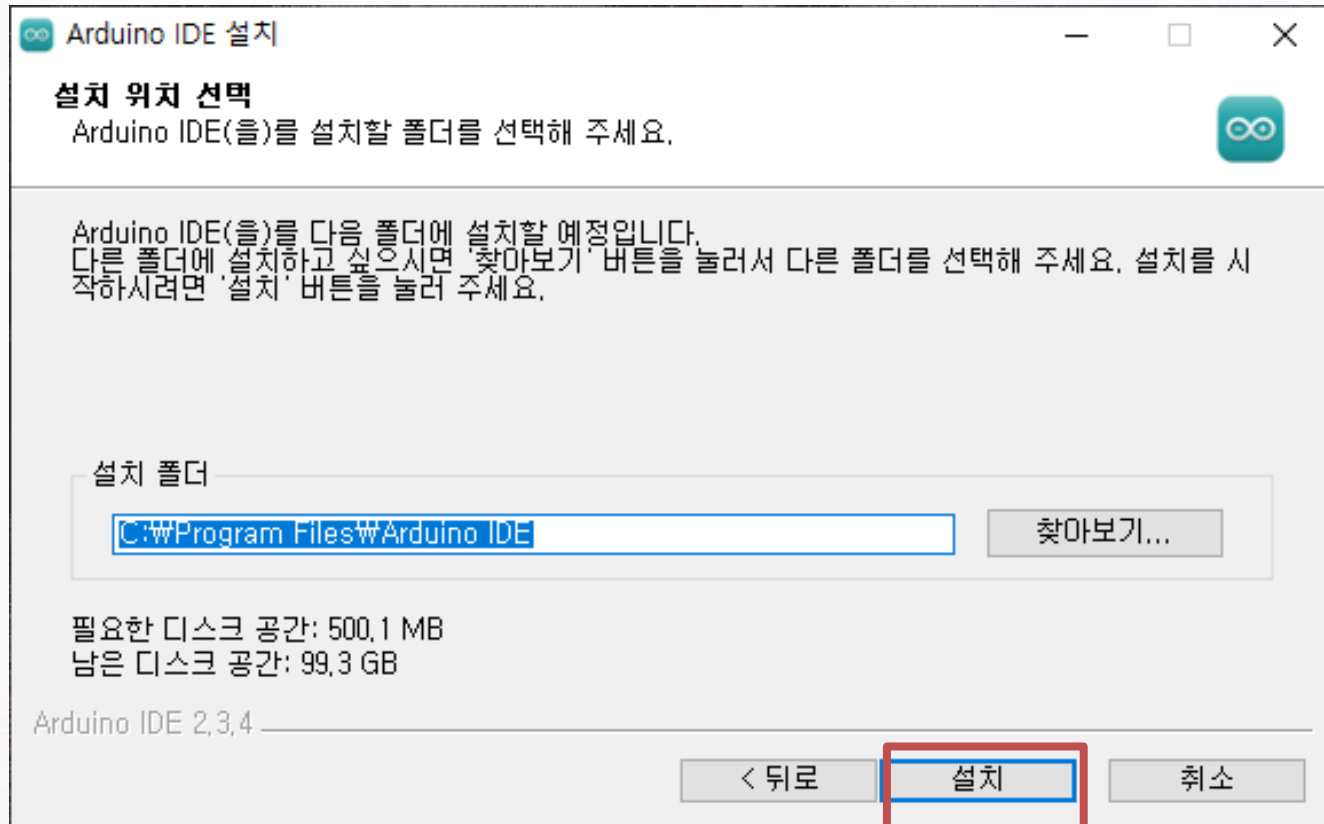 Arduino IDE 설치
설치 위치 선택
Arduino IDE(을)를 설치할 폴더를 선택해 주세요.
Arduino IDE(을)를 다음 폴더에 설치할 예정입니다.
다른 폴더에 설치하고 싶으시면 '찾아보기' 버튼을 눌러서 다른 폴더를 선택해 주세요. 설치를 시
작하시려면 '설치' 버튼을 눌러 주세요.
설치 폴더
C:₩Program Files₩Arduino IDE
찾아보기...
필요한 디스크 공간: 500.1 MB
남은 디스크 공간: 99.3 GB
Arduino IDE 2.3.4
< 뒤로
설치
취소